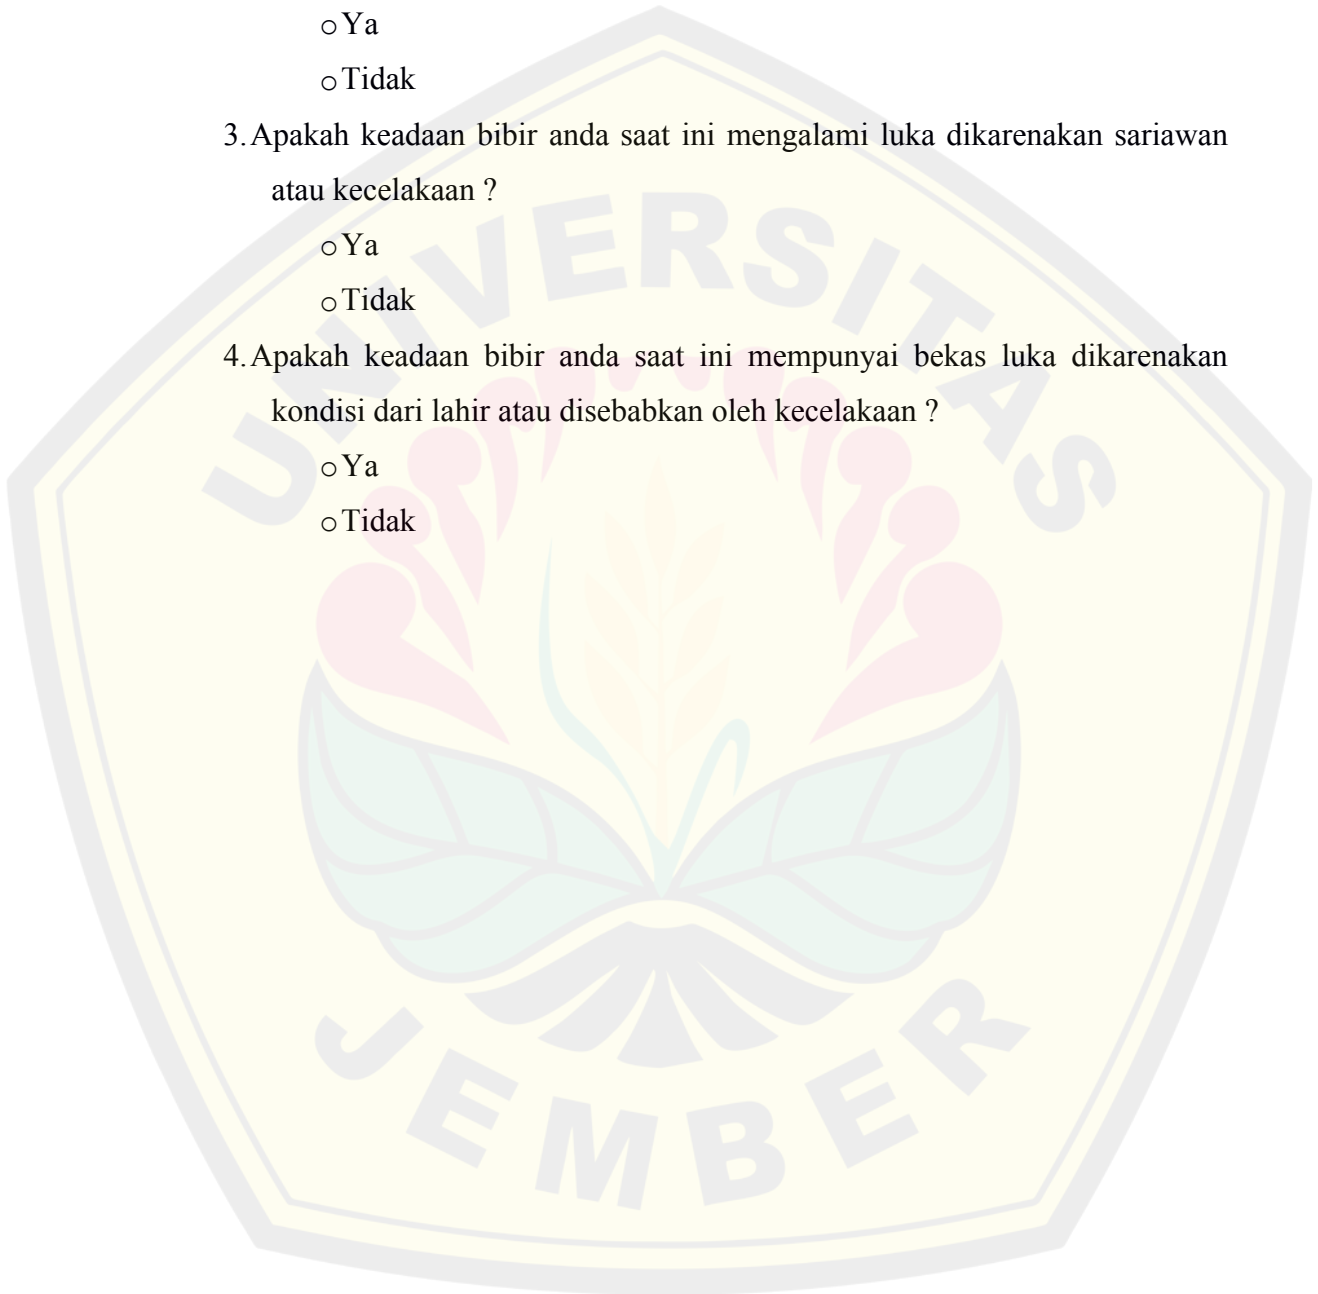 ○ Ya
○ Tidak
3. Apakah keadaan bibir anda saat ini mengalami luka dikarenakan sariawan
atau kecelakaan ?
○ Ya
○ Tidak
4. Apakah keadaan bibir anda saat ini mempunyai bekas luka dikarenakan
kondisi dari lahir atau disebabkan oleh kecelakaan ?
○ Ya
○ Tidak
UNIVERSITAS
JEMBER